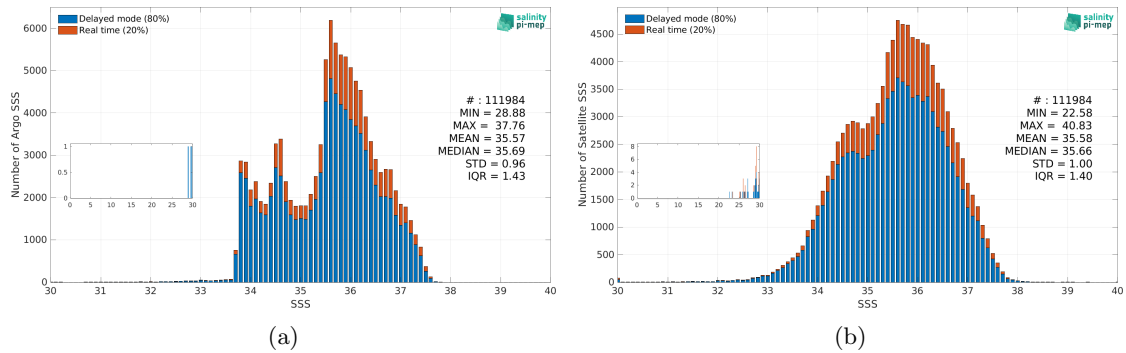 Delayed mode (80%)
Real time (20%)
salinity
pi-mep
Number of Argo SSS
6000
5000
4000
3000
2000
1000
0
# : 111984
MIN = 28.88
MAX = 37.76
MEAN = 35.57
MEDIAN = 35.69
STD = 0.96
IQR = 1.43
1
0.5
0
0 5 10 15 20 25 30
30 31 32 33 34 35 36 37 38 39 40
SSS
(a)
Delayed mode (80%)
Real time (20%)
salinity
pi-mep
Number of Satellite SSS
4500
4000
3500
3000
2500
2000
1500
1000
500
0
# : 111984
MIN = 22.58
MAX = 40.83
MEAN = 35.58
MEDIAN = 35.66
STD = 1.00
IQR = 1.40
8
6
4
2
0
0 5 10 15 20 25 30
30 31 32 33 34 35 36 37 38 39 40
SSS
(b)